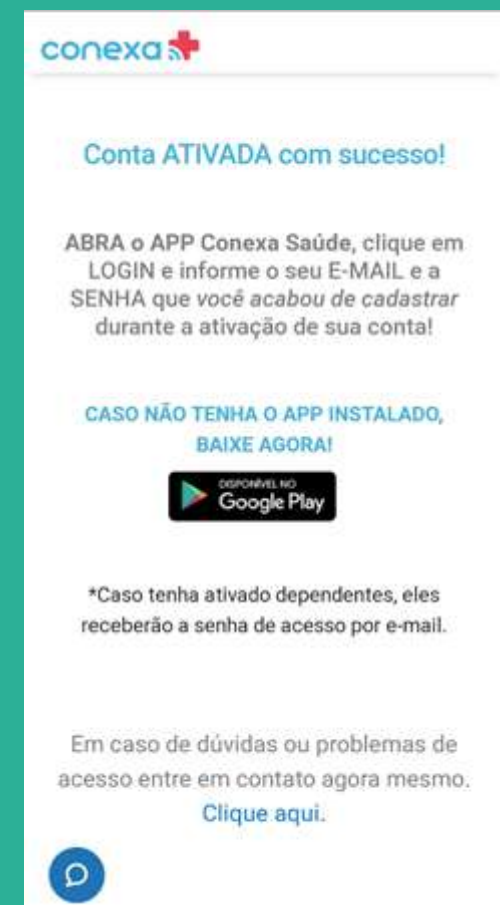 conexa
Conta ATIVADA com sucesso!
ABRA o APP Conexa Saúde, clique em
LOGIN e informe o seu E-MAIL e a
SENHA que você acabou de cadastrar
durante a ativação de sua conta!
CASO NÃO TENHA O APP INSTALADO,
BAIXE AGORA!
DISPONÍVEL NO
Google Play
*Caso tenha ativado dependentes, eles
receberão a senha de acesso por e-mail.
Em caso de dúvidas ou problemas de
acesso entre em contato agora mesmo.
Clique aqui.